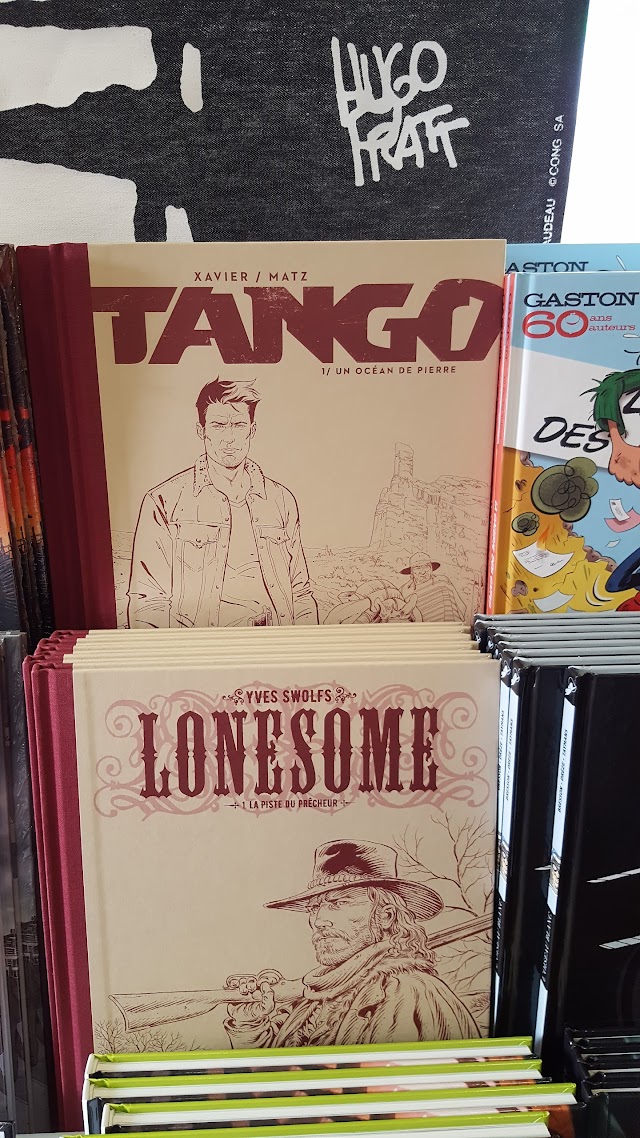 HUGO
PRATT
© CONG SA
XAVIER / MATZ
TANGO
1/ UN OCÉAN DE PIERRE
GASTON
GASTON
60 ans
auteurs
DES
YVES SWOLFS
LONESOME
1 LA PISTE DU PRÊCHEUR